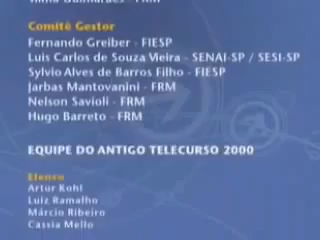 Comitê Gestor
Fernando Greiber - FIESP
Luis Carlos de Souza Vieira - SENAI-SP / SESI-SP
Sylvio Alves de Barros Filho - FIESP
Jarbas Mantovanini - FRM
Nelson Savioli - FRM
Hugo Barreto - FRM
EQUIPE DO ANTIGO TELECURSO 2000
Elenco
Artur Kohl
Luiz Ramalho
Márcio Ribeiro
Cassia Mello